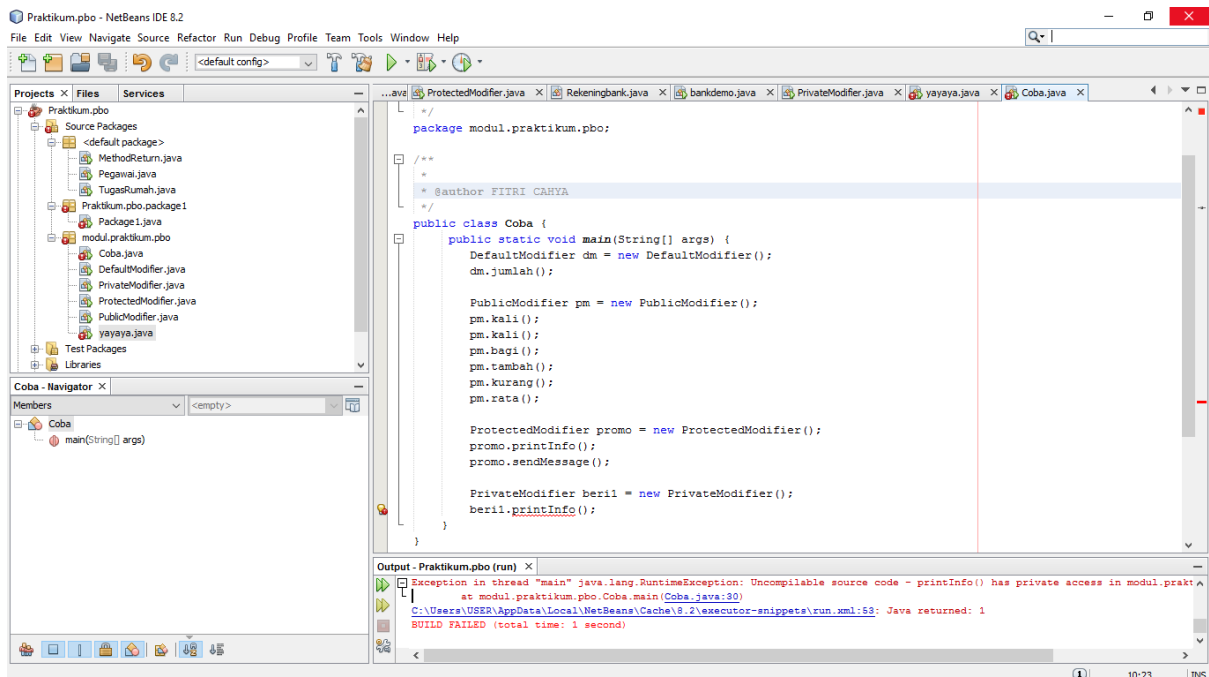 Praktikum.pbo - NetBeans IDE 8.2
File Edit View Navigate Source Refactor Run Debug Profile Team Tools Window Help
<default config>
Projects Files Services
Praktikum.pbo
Source Packages
<default package>
MethodReturn.java
Pegawai.java
TugasRumah.java
Praktikum.pbo.package1
Package1.java
modul.praktikum.pbo
Coba.java
DefaultModifier.java
PrivateModifier.java
ProtectedModifier.java
PublicModifier.java
yayaya.java
Test Packages
Libraries
Coba - Navigator
Members <empty>
Coba
main(String[] args)
...ava ProtectedModifier.java Rekeningbank.java bankdemo.java PrivateModifier.java yayaya.java Coba.java
*/
package modul.praktikum.pbo;
/**
*
* @author FITRI CAHYA
*/
public class Coba {
public static void main(String[] args) {
DefaultModifier dm = new DefaultModifier();
dm.jumlah();
PublicModifier pm = new PublicModifier();
pm.kali();
pm.kali();
pm.bagi();
pm.tambah();
pm.kurang();
pm.rata();
ProtectedModifier promo = new ProtectedModifier();
promo.printInfo();
promo.sendMessage();
PrivateModifier beri1 = new PrivateModifier();
beri1.printInfo();
}
}
Output - Praktikum.pbo (run)
Exception in thread "main" java.lang.RuntimeException: Uncompilable source code - printInfo() has private access in modul.prakt
at modul.praktikum.pbo.Coba.main(Coba.java:30)
C:\Users\USER\AppData\Local\NetBeans\Cache\8.2\executor-snippets\run.xml:53: Java returned: 1
BUILD FAILED (total time: 1 second)
1 10:23 INS